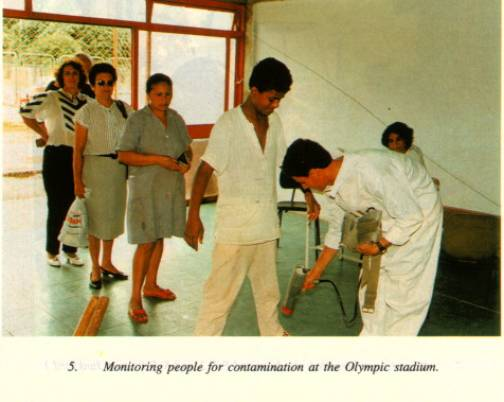 5. Monitoring people for contamination at the Olympic stadium.